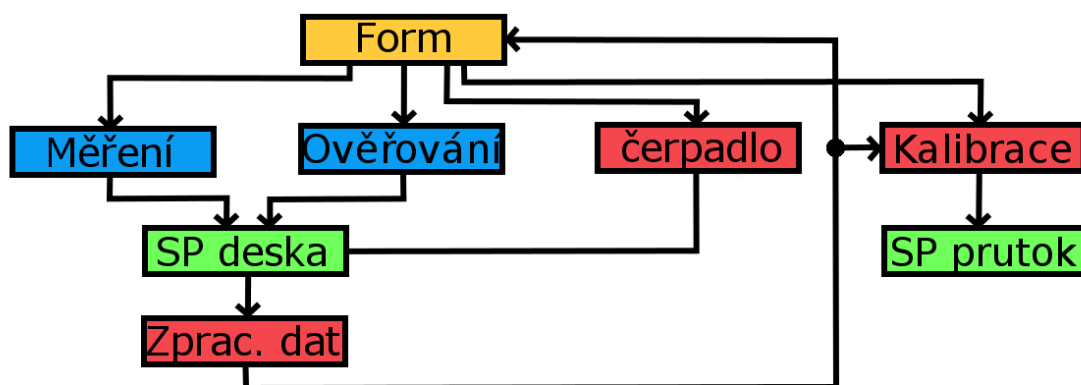 Form
Měření
Ověřování
čerpadlo
Kalibrace
SP deska
SP prutok
Zprac. dat